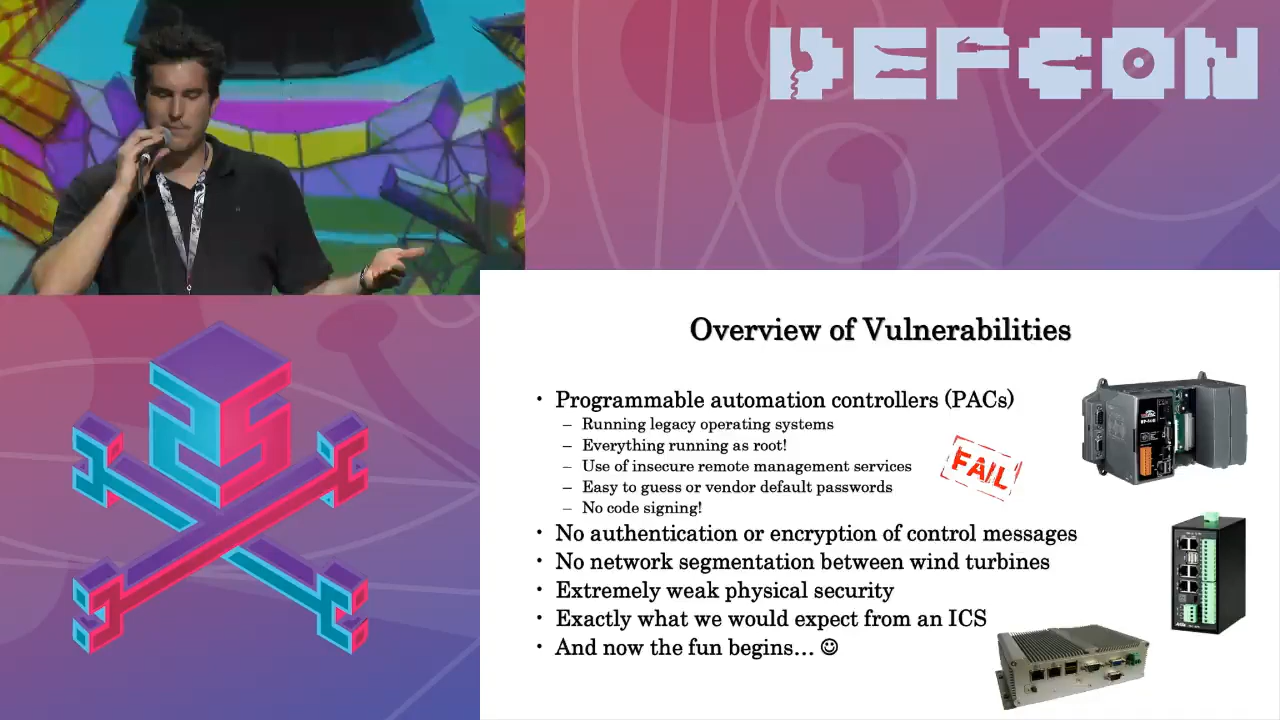 DEFCON
Overview of Vulnerabilities
• Programmable automation controllers (PACs)
– Running legacy operating systems
– Everything running as root!
– Use of insecure remote management services
– Easy to guess or vendor default passwords
– No code signing!
FAIL
• No authentication or encryption of control messages
• No network segmentation between wind turbines
• Extremely weak physical security
• Exactly what we would expect from an ICS
• And now the fun begins… ☺